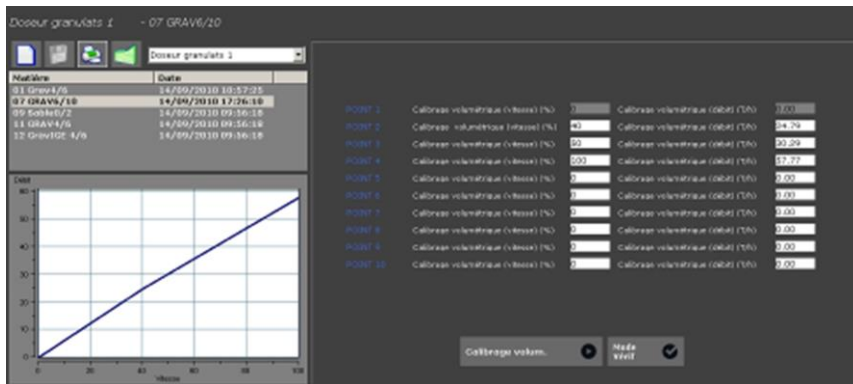 Doseur granulats 1 - 07 GRAV6/10
Doseur granulats 1
Matière Date
01 Grav4/6 14/09/2010 10:57:25
07 GRAV6/10 14/09/2010 17:26:10
09 Sable0/2 14/09/2010 09:56:18
11 GRAV4/6 14/09/2010 09:56:18
12 GravIGE-4/6 14/09/2010 09:56:18
Débit
60
50
40
30
20
10
0
0 20 40 60 80 100
Vitesse
POINT 1 Calibrage volumétrique (vitesse) (%) 0 Calibrage volumétrique (débit) (T/h) 0.00
POINT 2 Calibrage volumétrique (vitesse) (%) 40 Calibrage volumétrique (débit) (T/h) 24.79
POINT 3 Calibrage volumétrique (vitesse) (%) Calibrage volumétrique (débit) (T/h)
POINT 4 Calibrage volumétrique (vitesse) (%) 100 Calibrage volumétrique (débit) (T/h) 57.77
POINT 5 Calibrage volumétrique (vitesse) (%) 0 Calibrage volumétrique (débit) (T/h) 0.00
POINT 6 Calibrage volumétrique (vitesse) (%) 0 Calibrage volumétrique (débit) (T/h) 0.00
POINT 7 Calibrage volumétrique (vitesse) (%) 0 Calibrage volumétrique (débit) (T/h) 0.00
POINT 8 Calibrage volumétrique (vitesse) (%) 0 Calibrage volumétrique (débit) (T/h) 0.00
POINT 9 Calibrage volumétrique (vitesse) (%) 0 Calibrage volumétrique (débit) (T/h) 0.00
POINT 10 Calibrage volumétrique (vitesse) (%) 0 Calibrage volumétrique (débit) (T/h) 0.00
Calibrage volum.
Mode
Vérif